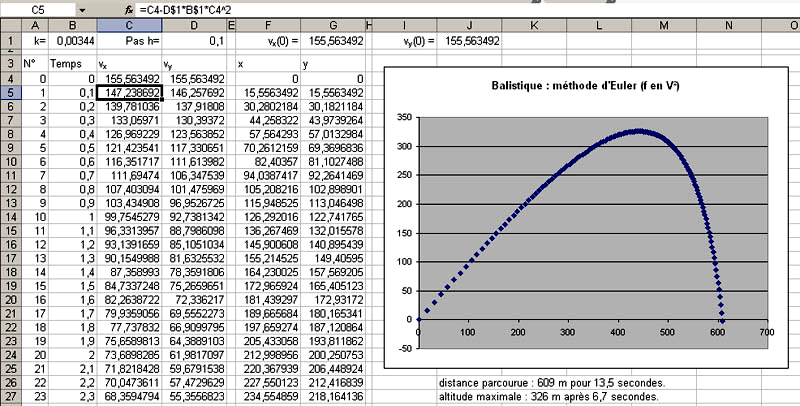 C5 fx =C4-D$1*B$1*C4^2
A B C D E F G H I J K L M N O
1 k= 0,00344 Pas h= 0,1 vx(0) = 155,563492 vy(0) = 155,563492
2
3 N° Temps vx vy x y
4 0 0 155,563492 155,563492 0 0
5 1 0,1 147,238692 146,257692 15,5563492 15,5563492
6 2 0,2 139,781036 137,91808 30,2802184 30,1821184
7 3 0,3 133,05971 130,39372 44,258322 43,9739264
8 4 0,4 126,969229 123,563852 57,564293 57,0132984
9 5 0,5 121,423541 117,330651 70,2612159 69,3696836
10 6 0,6 116,351717 111,613982 82,40357 81,1027488
11 7 0,7 111,69474 106,347539 94,0387417 92,2641469
12 8 0,8 107,403094 101,475969 105,208216 102,898901
13 9 0,9 103,434908 96,9526725 115,948525 113,046498
14 10 1 99,7545279 92,7381342 126,292016 122,741765
15 11 1,1 96,3313957 88,7986098 136,267469 132,015578
16 12 1,2 93,1391659 85,1051034 145,900608 140,895439
17 13 1,3 90,1549988 81,6325532 155,214525 149,40595
18 14 1,4 87,358993 78,3591806 164,230025 157,569205
19 15 1,5 84,7337248 75,2659651 172,965924 165,405123
20 16 1,6 82,2638722 72,336217 181,439297 172,93172
21 17 1,7 79,9359056 69,5552273 189,665684 180,165341
22 18 1,8 77,737832 66,9099795 197,659274 187,120864
23 19 1,9 75,6589813 64,3889103 205,433058 193,811862
24 20 2 73,6898285 61,9817097 212,998956 200,250753
25 21 2,1 71,8218428 59,6791538 220,367939 206,448924
26 22 2,2 70,0473611 57,4729629 227,550123 212,416839
27 23 2,3 68,3594794 55,3556823 234,554859 218,164136
Balistique : méthode d'Euler (f en V²)
350
300
250
200
150
100
50
0
-50
0 100 200 300 400 500 600 700
distance parcourue : 609 m pour 13,5 secondes.
altitude maximale : 326 m après 6,7 secondes.